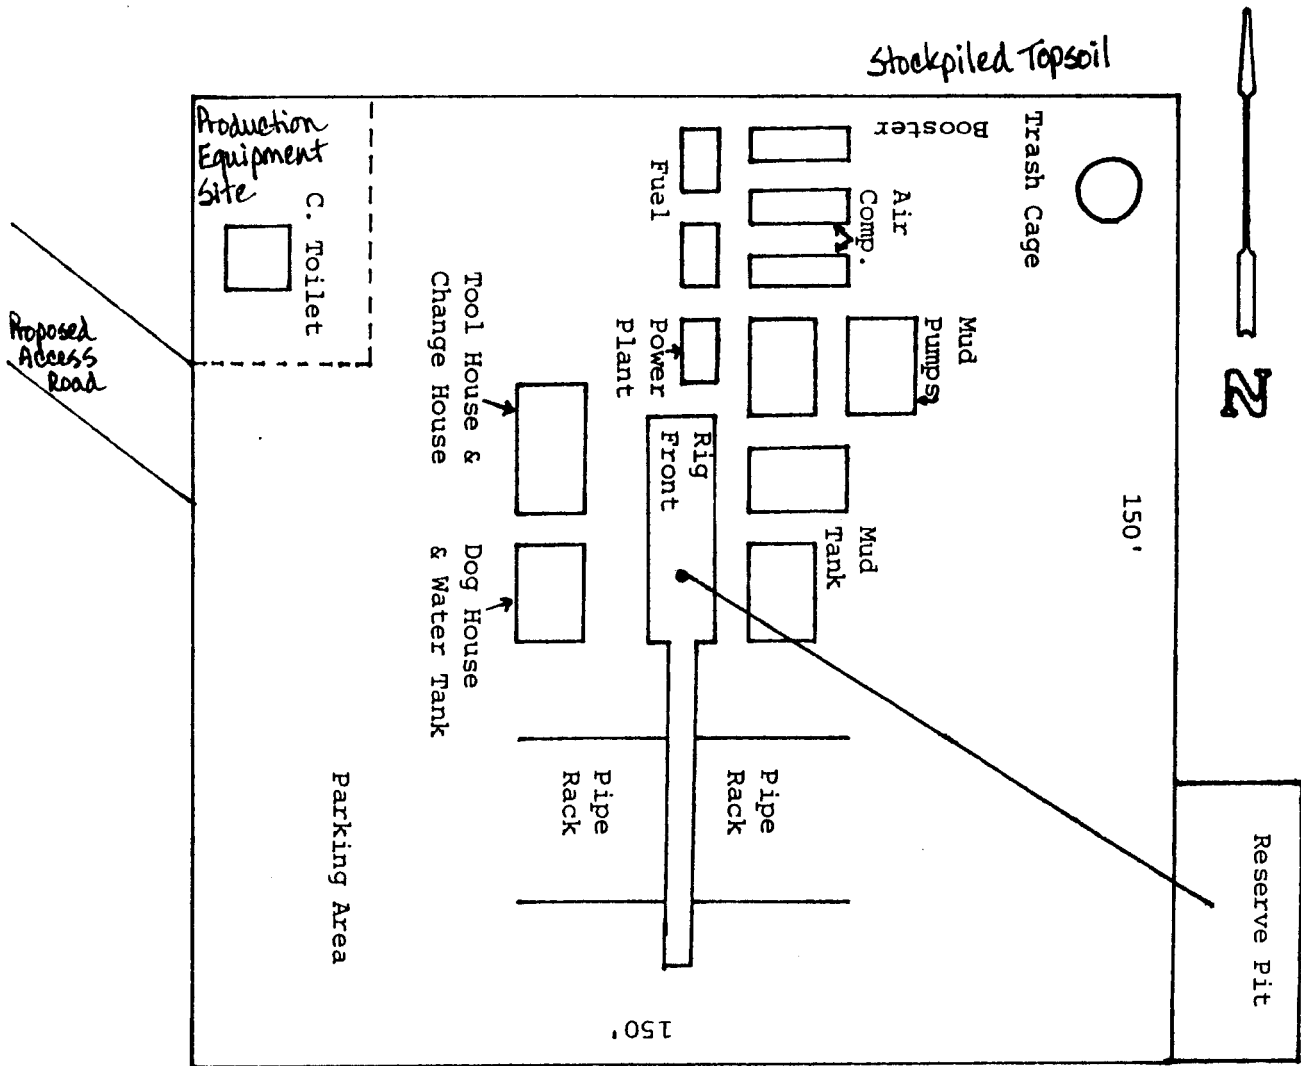 Stockpiled Topsoil
Production
Equipment
Site
C. Toilet
Proposed
Access
Road
Trash Cage
Booster
Air
Comp.
Fuel
Mud
Pumps
Power
Plant
Tool House &
Change House
Rig
Front
Mud
Tank
Dog House
& Water Tank
Pipe
Rack
Pipe
Rack
Parking Area
Reserve Pit
150'
150'
N